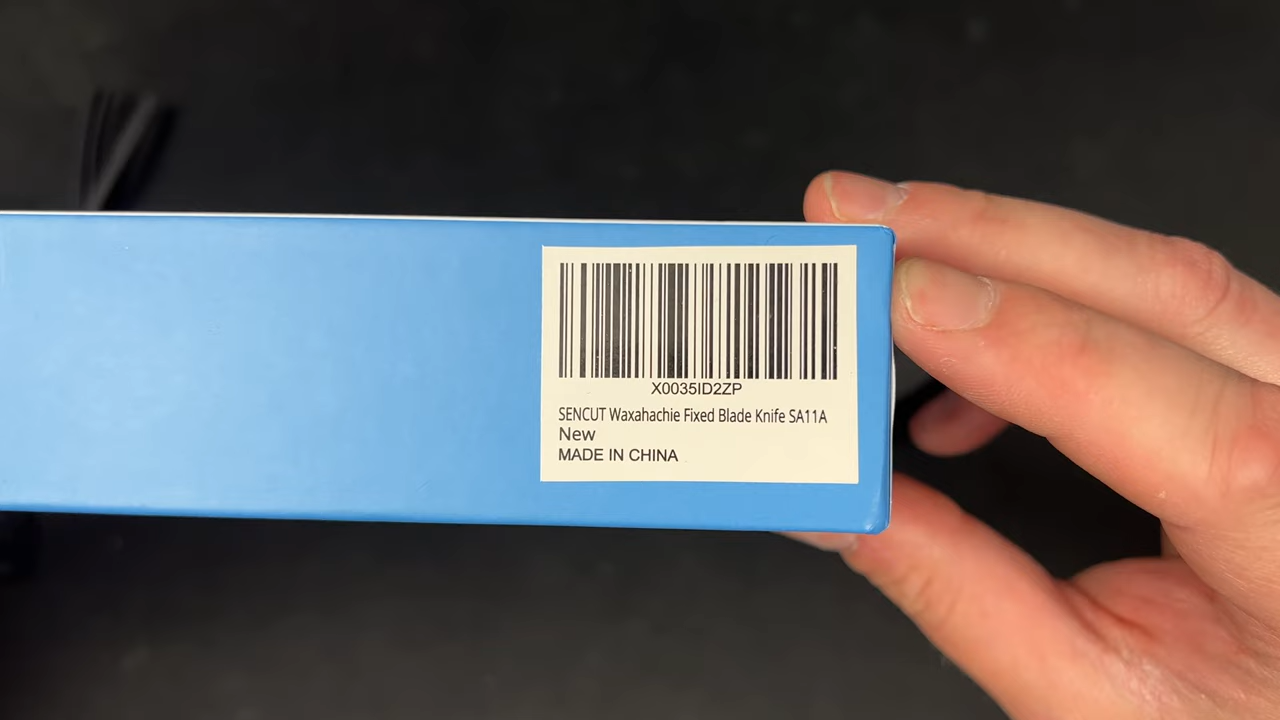 X0035ID2ZP
SENCUT Waxahachie Fixed Blade Knife SA11A
New
MADE IN CHINA